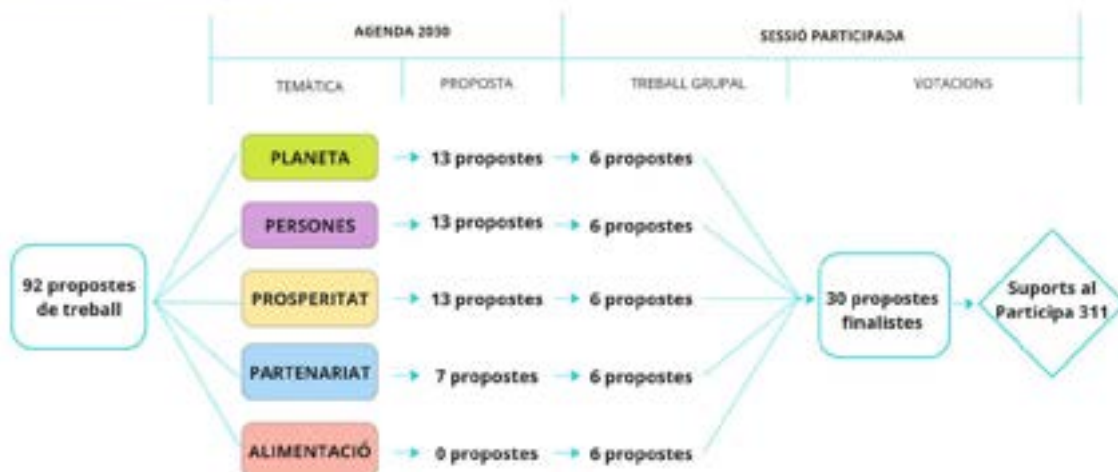 AGENDA 2030
SESSIÓ PARTICIPADA
TEMÀTICA
PROPOSTA
TREBALL GRUPAL
VOTACIONS
PLANETA
13 propostes
6 propostes
PERSONES
13 propostes
6 propostes
92 propostes
de treball
PROSPERITAT
13 propostes
6 propostes
30 propostes
finalistes
Suports al
Participa 311
PARTENARIAT
7 propostes
6 propostes
ALIMENTACIÓ
0 propostes
6 propostes